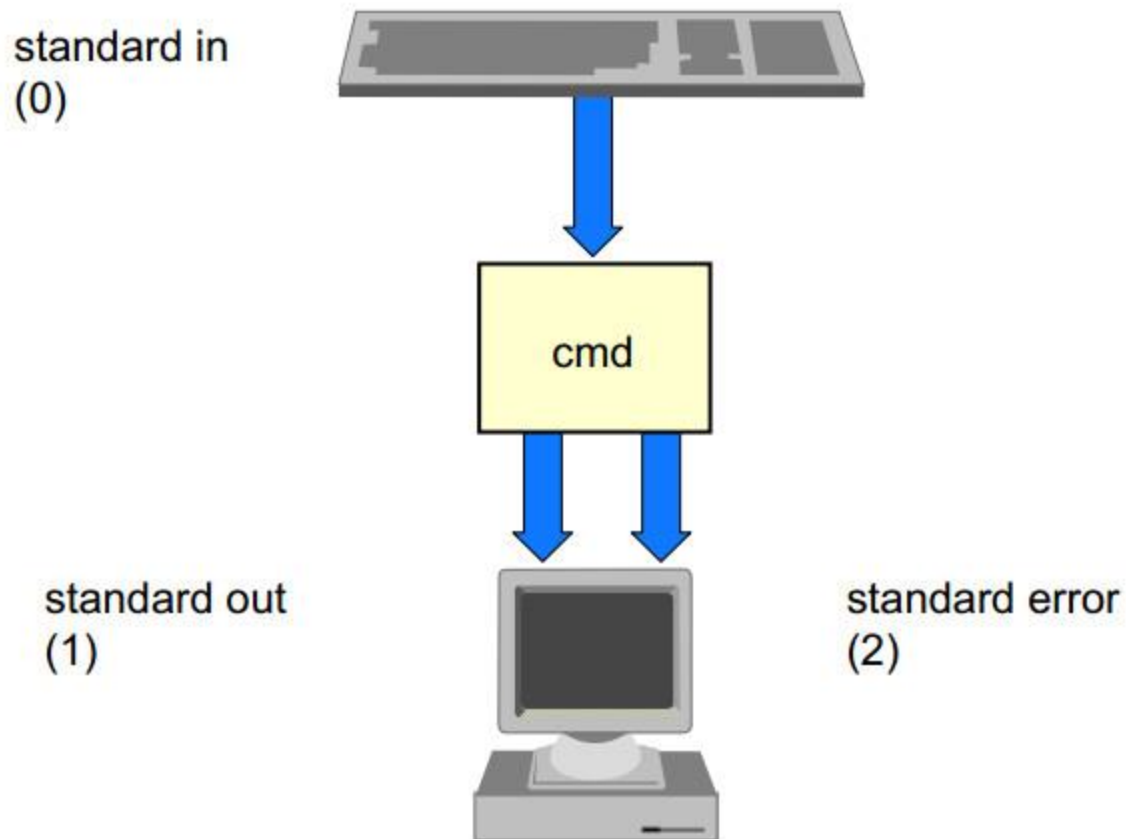 standard in
(0)
cmd
standard out
(1)
standard error
(2)